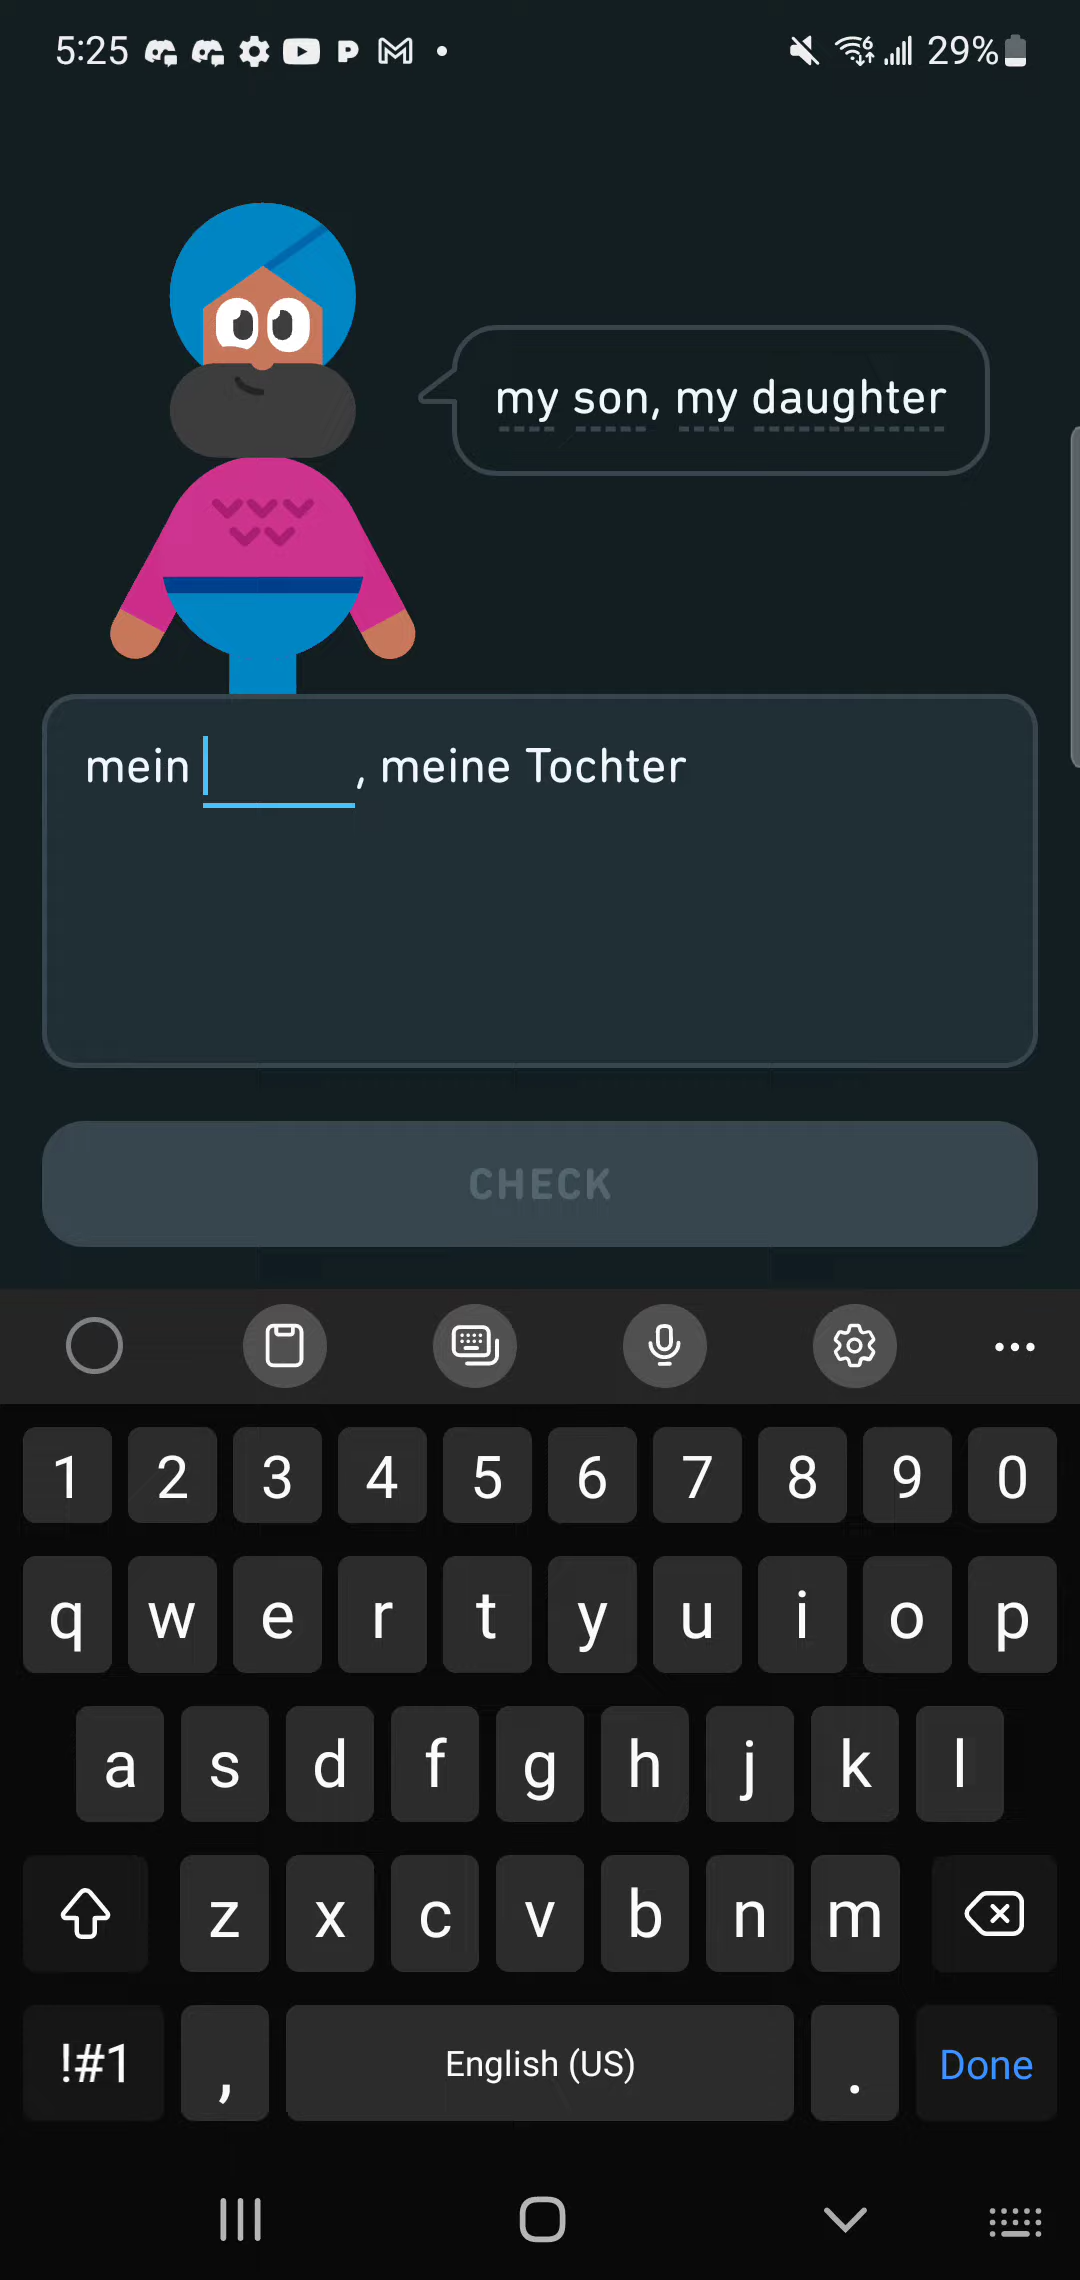 5:25 29%
my son, my daughter
mein , meine Tochter
CHECK
1 2 3 4 5 6 7 8 9 0
q w e r t y u i o p
a s d f g h j k l
z x c v b n m
!#1 , English (US) . Done